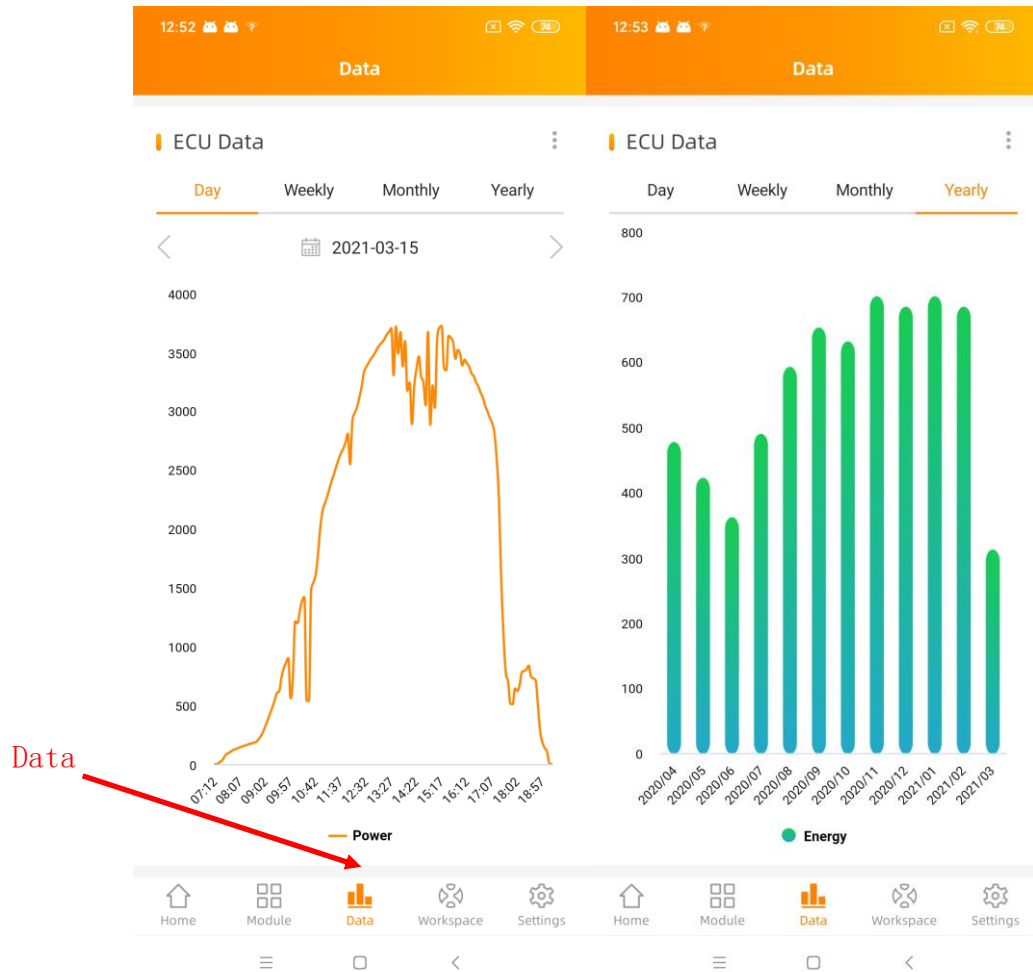 12:52
74
Data
ECU Data
Day Weekly Monthly Yearly
2021-03-15
4000
3500
3000
2500
2000
1500
1000
500
0
07:12 08:07 09:02 09:57 10:42 11:37 12:32 13:27 14:22 15:17 16:12 17:07 18:02 18:57
Power
Home Module Data Workspace Settings
12:53
74
Data
ECU Data
Day Weekly Monthly Yearly
800
700
600
500
400
300
200
100
0
2020/04 2020/05 2020/06 2020/07 2020/08 2020/09 2020/10 2020/11 2020/12 2021/01 2021/02 2021/03
Energy
Home Module Data Workspace Settings
Data